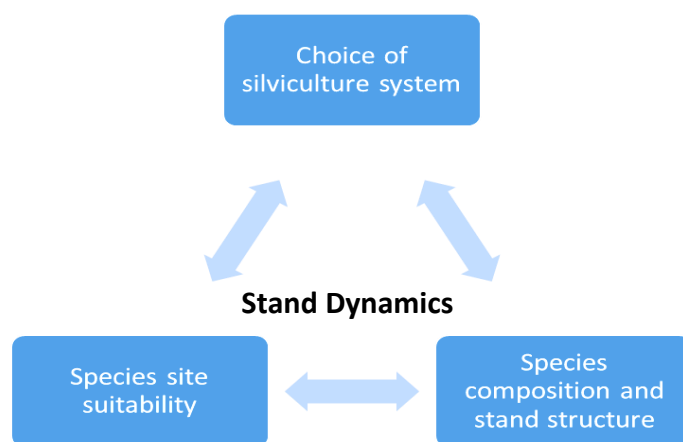 Choice of
silviculture system
Stand Dynamics
Species site
suitability
Species
composition and
stand structure